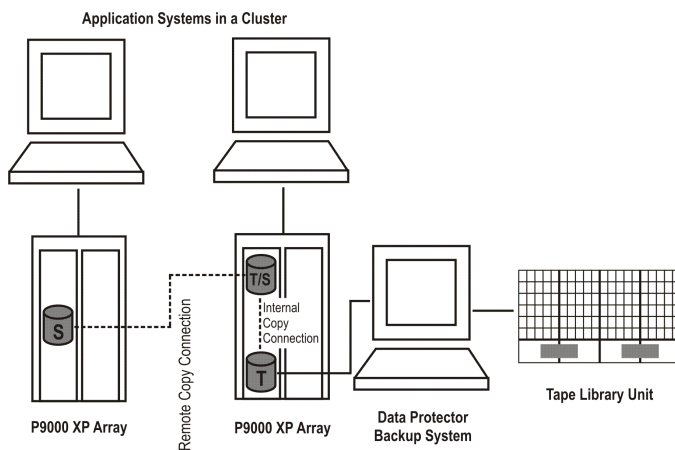 Application Systems in a Cluster
T/S
S
Internal
Copy
Connection
T
Remote Copy Connection
P9000 XP Array
P9000 XP Array
Data Protector
Backup System
Tape Library Unit